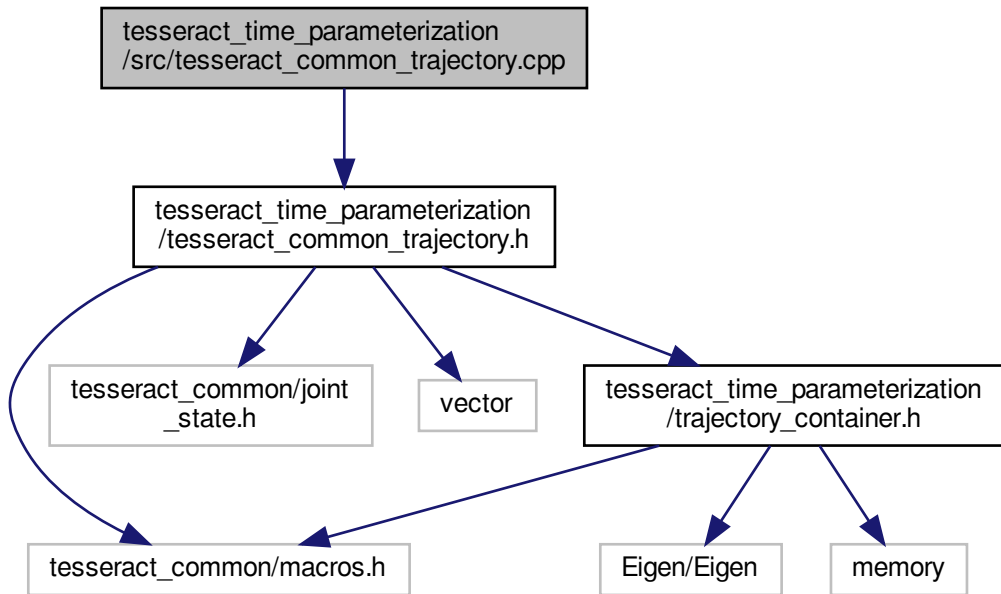 tesseract_time_parameterization
/src/tesseract_common_trajectory.cpp
tesseract_time_parameterization
/tesseract_common_trajectory.h
tesseract_common/joint
_state.h
vector
tesseract_time_parameterization
/trajectory_container.h
tesseract_common/macros.h
Eigen/Eigen
memory